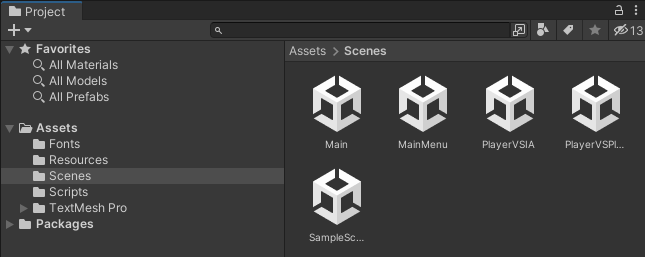 Project
13
Favorites
All Materials
All Models
All Prefabs
Assets
Fonts
Resources
Scenes
Scripts
TextMesh Pro
Packages
Assets > Scenes
Main
MainMenu
PlayerVSIA
PlayerVSPl...
SampleSc...